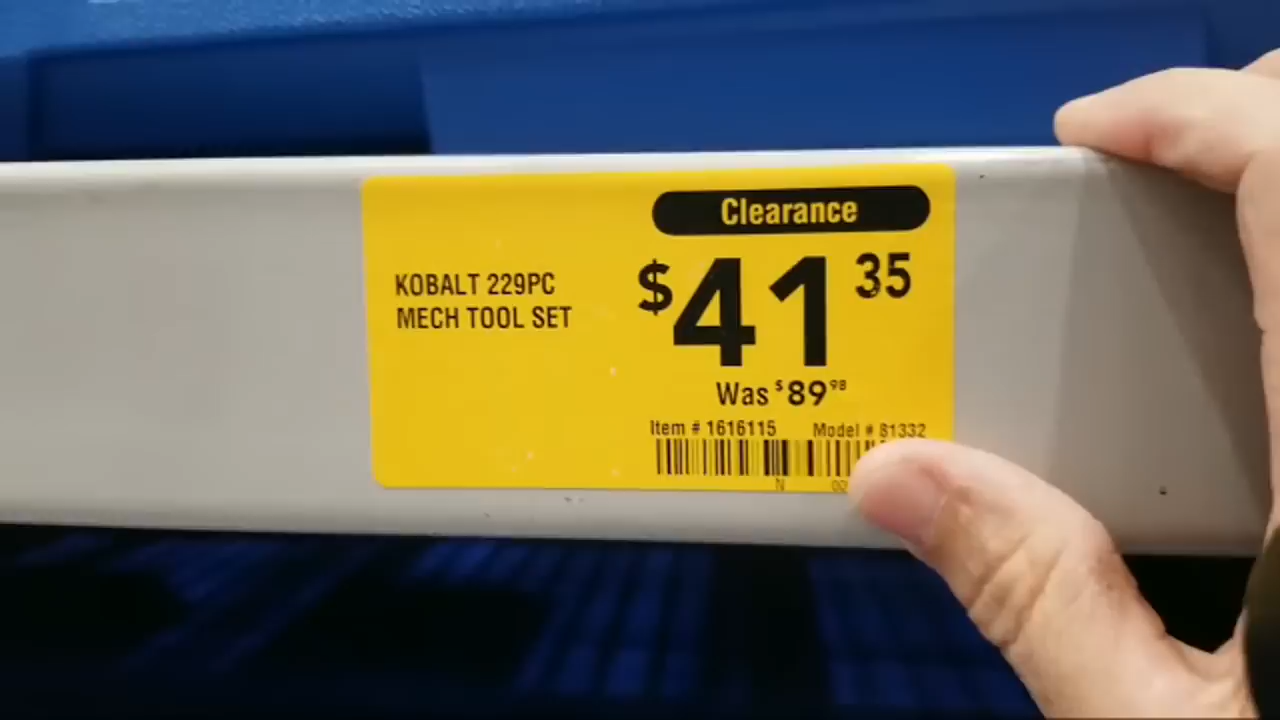 Clearance
KOBALT 229PC
MECH TOOL SET
$41 35
Was $89 98
Item # 1616115 Model # 81332
N